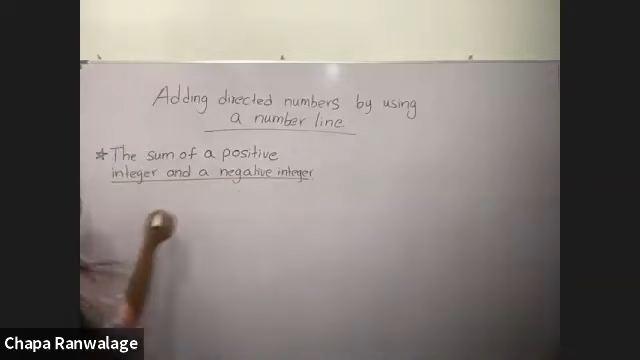 Adding directed numbers by using
a number line.
☆ The sum of a positive
integer and a negative integer
Chapa Ranwalage